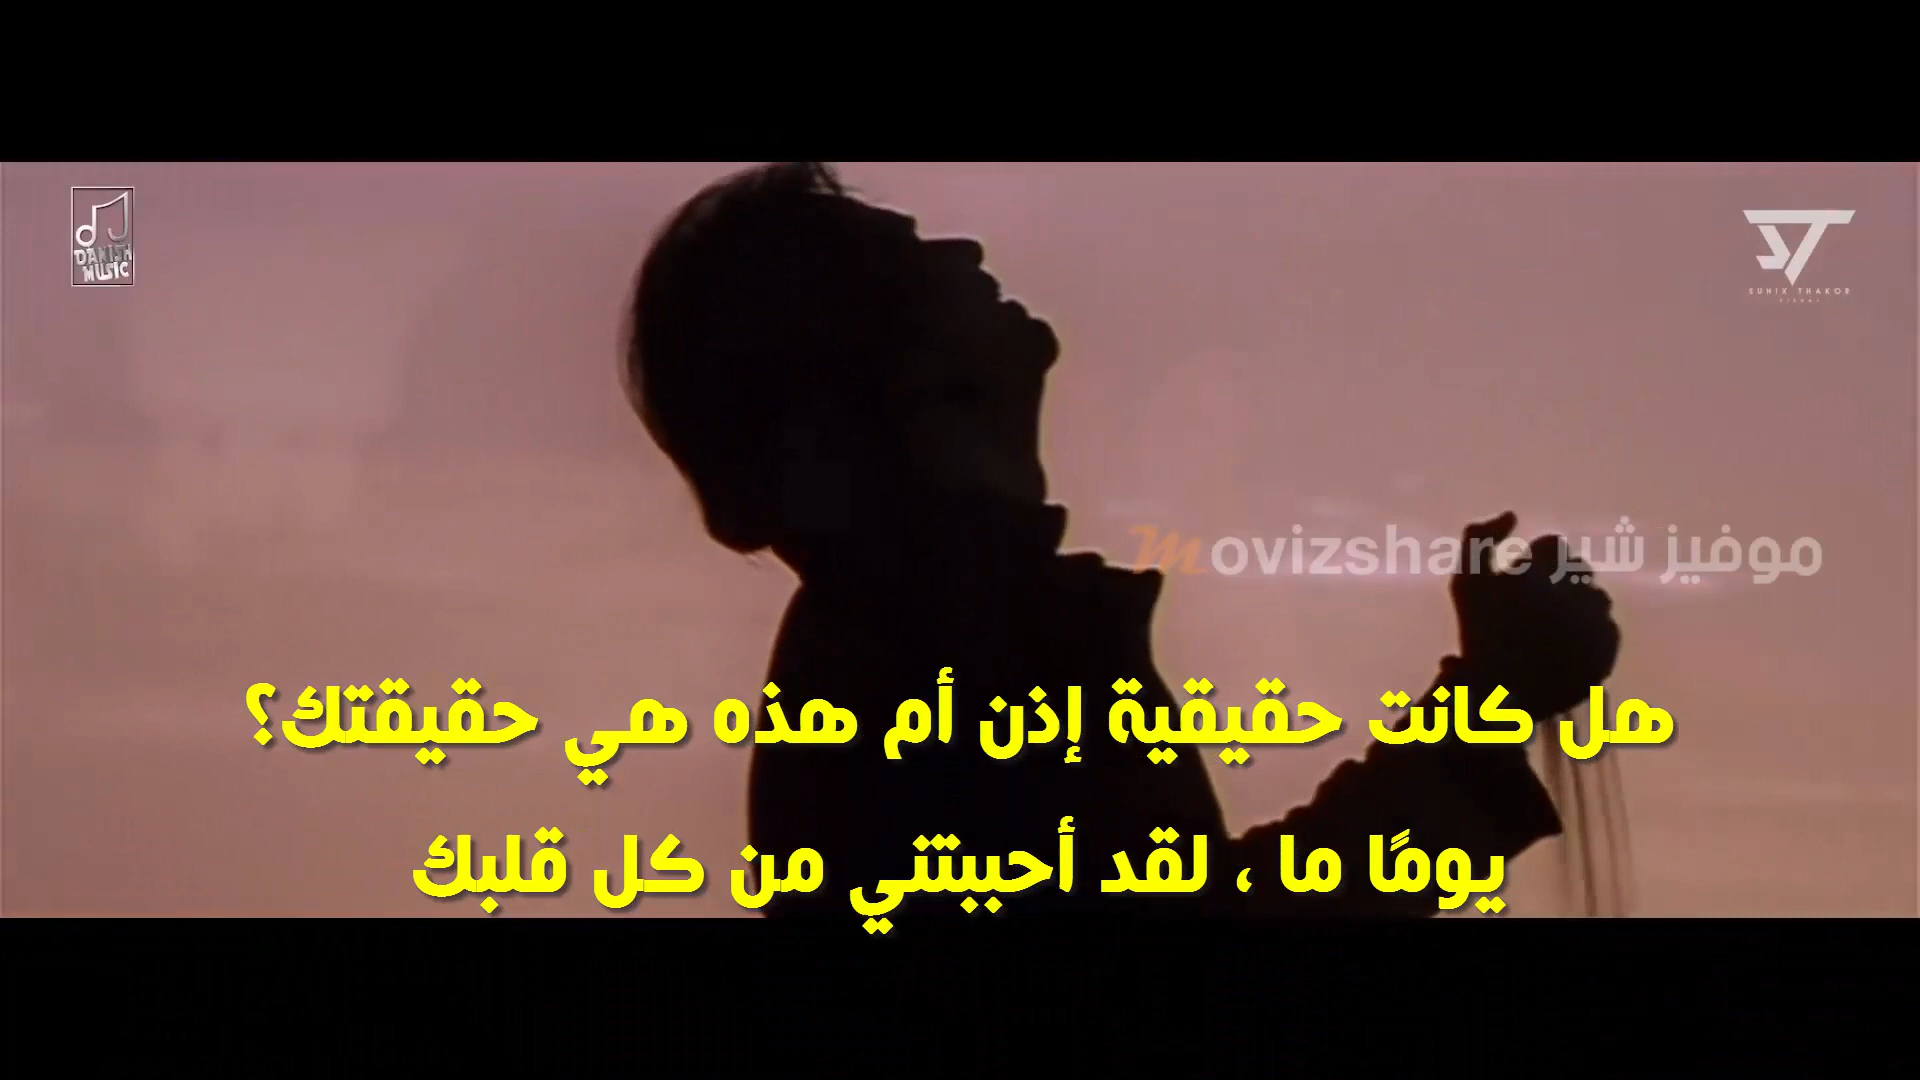 DANISH
MUSIC
SUNIX THAKOR
VISUAL
Movizshare موفيز شير
هل كانت حقيقية إذن أم هذه هي حقيقتك؟
يومًا ما ، لقد أحببتني من كل قلبك